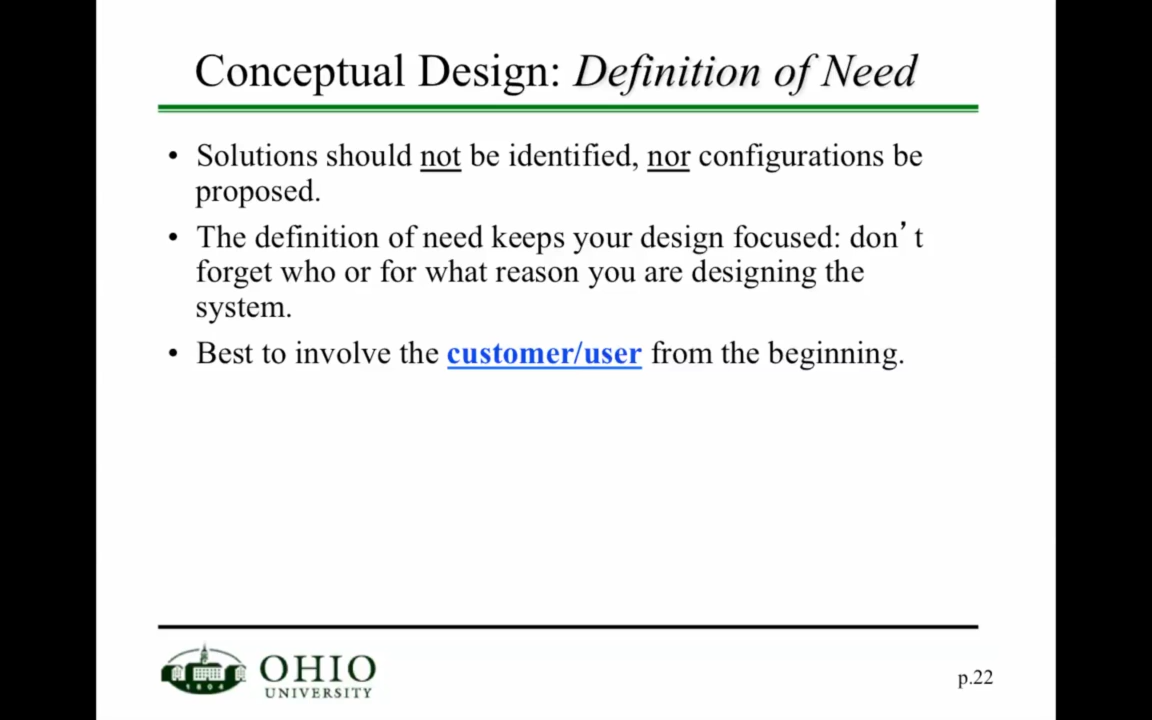 Conceptual Design: Definition of Need
• Solutions should not be identified, nor configurations be
proposed.
• The definition of need keeps your design focused: don't
forget who or for what reason you are designing the
system.
• Best to involve the customer/user from the beginning.
1804
OHIO
UNIVERSITY
p.22